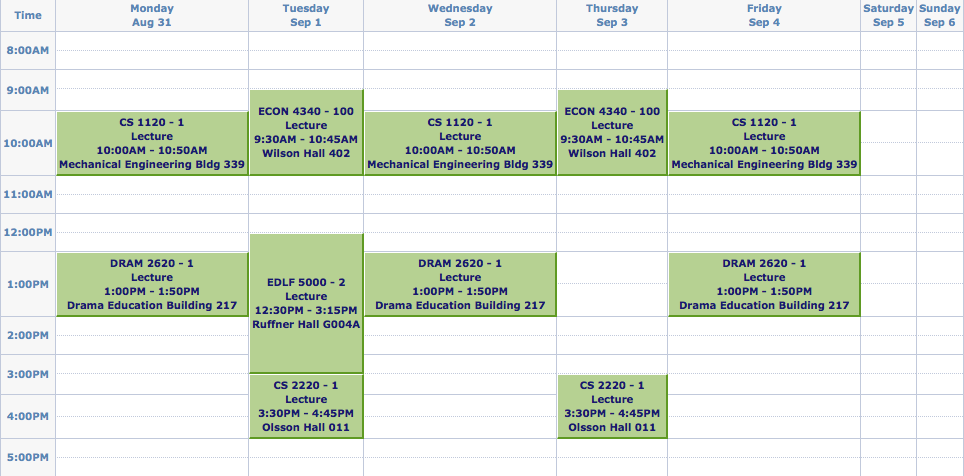 Time
Monday
Aug 31
Tuesday
Sep 1
Wednesday
Sep 2
Thursday
Sep 3
Friday
Sep 4
Saturday
Sep 5
Sunday
Sep 6
8:00AM
9:00AM
ECON 4340 - 100
Lecture
9:30AM - 10:45AM
Wilson Hall 402
ECON 4340 - 100
Lecture
9:30AM - 10:45AM
Wilson Hall 402
10:00AM
CS 1120 - 1
Lecture
10:00AM - 10:50AM
Mechanical Engineering Bldg 339
CS 1120 - 1
Lecture
10:00AM - 10:50AM
Mechanical Engineering Bldg 339
CS 1120 - 1
Lecture
10:00AM - 10:50AM
Mechanical Engineering Bldg 339
11:00AM
12:00PM
EDLF 5000 - 2
Lecture
12:30PM - 3:15PM
Ruffner Hall G004A
1:00PM
DRAM 2620 - 1
Lecture
1:00PM - 1:50PM
Drama Education Building 217
DRAM 2620 - 1
Lecture
1:00PM - 1:50PM
Drama Education Building 217
DRAM 2620 - 1
Lecture
1:00PM - 1:50PM
Drama Education Building 217
2:00PM
3:00PM
CS 2220 - 1
Lecture
3:30PM - 4:45PM
Olsson Hall 011
CS 2220 - 1
Lecture
3:30PM - 4:45PM
Olsson Hall 011
4:00PM
5:00PM